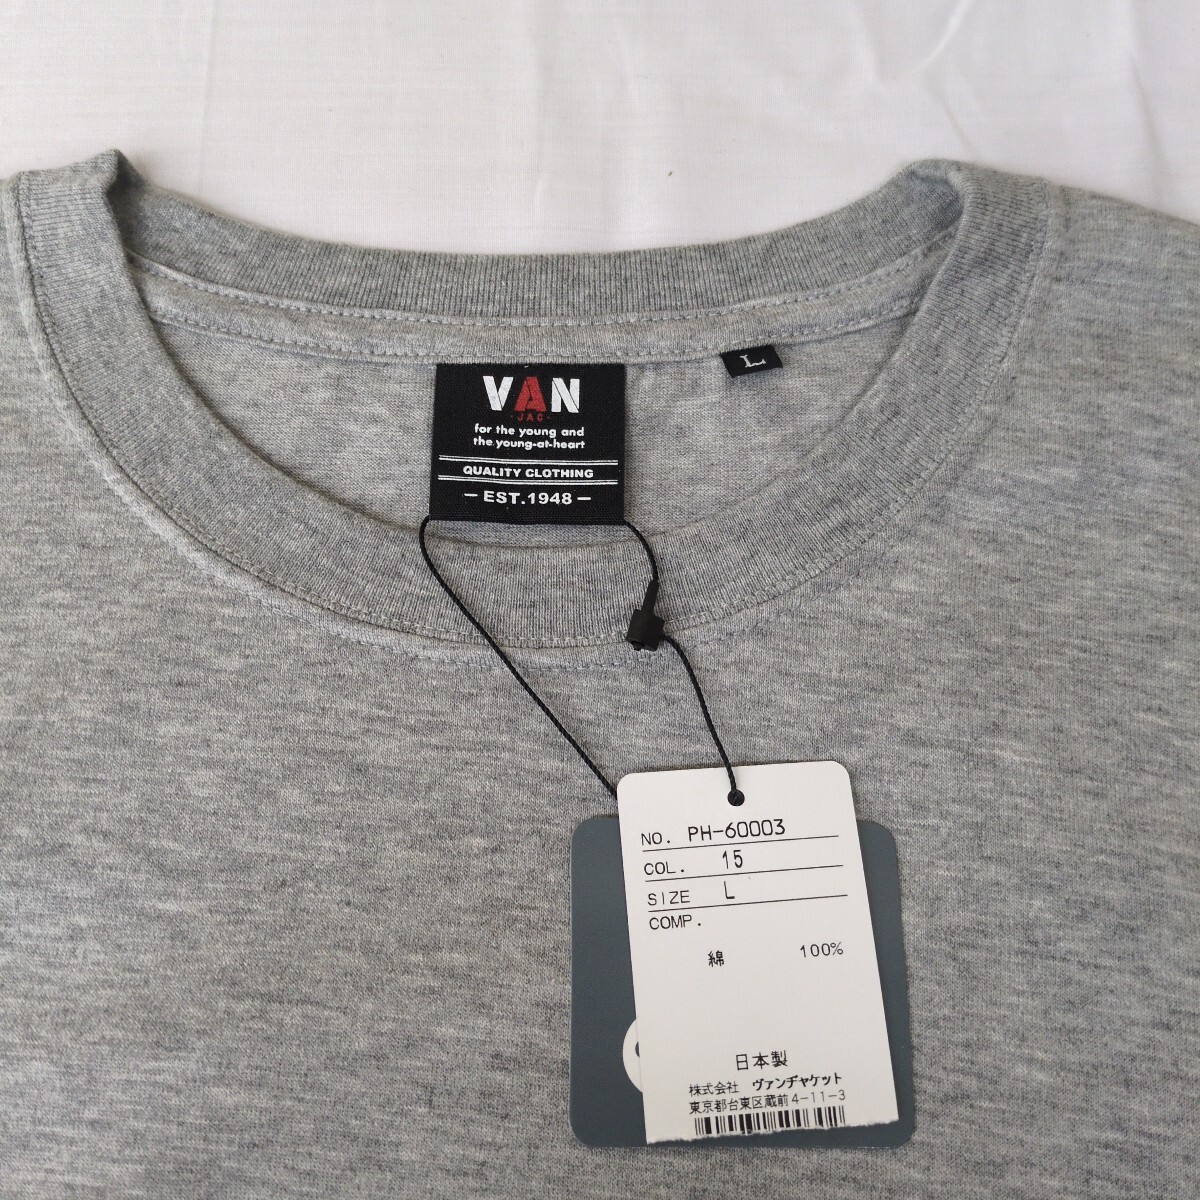 VAN
JAC
for the young and
the young-at-heart
QUALITY CLOTHING
— EST.1948 —
L
NO. PH-60003
COL. 15
SIZE L
COMP.
綿 100%
日本製
株式会社 ヴァンヂャケット
東京都台東区蔵前4-11-3